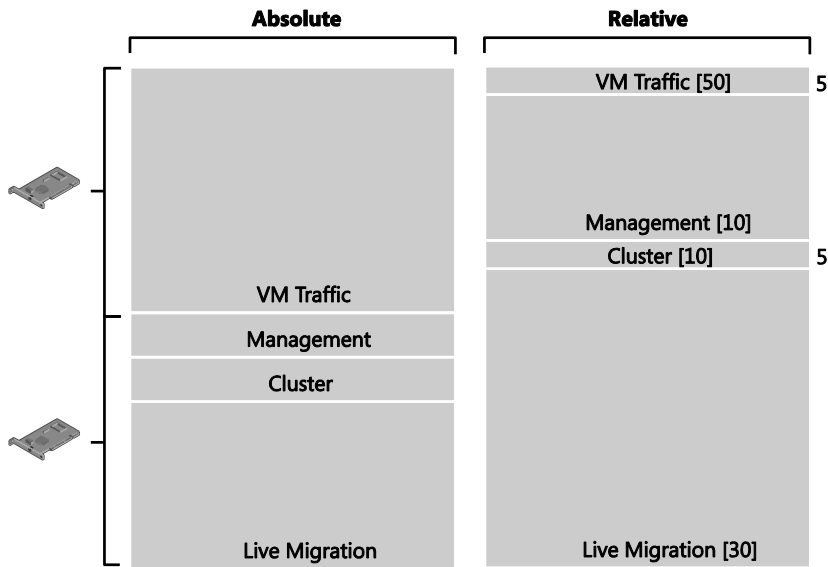 Absolute
Relative
VM Traffic [50]
5
Management [10]
Cluster [10]
5
VM Traffic
Management
Cluster
Live Migration
Live Migration [30]